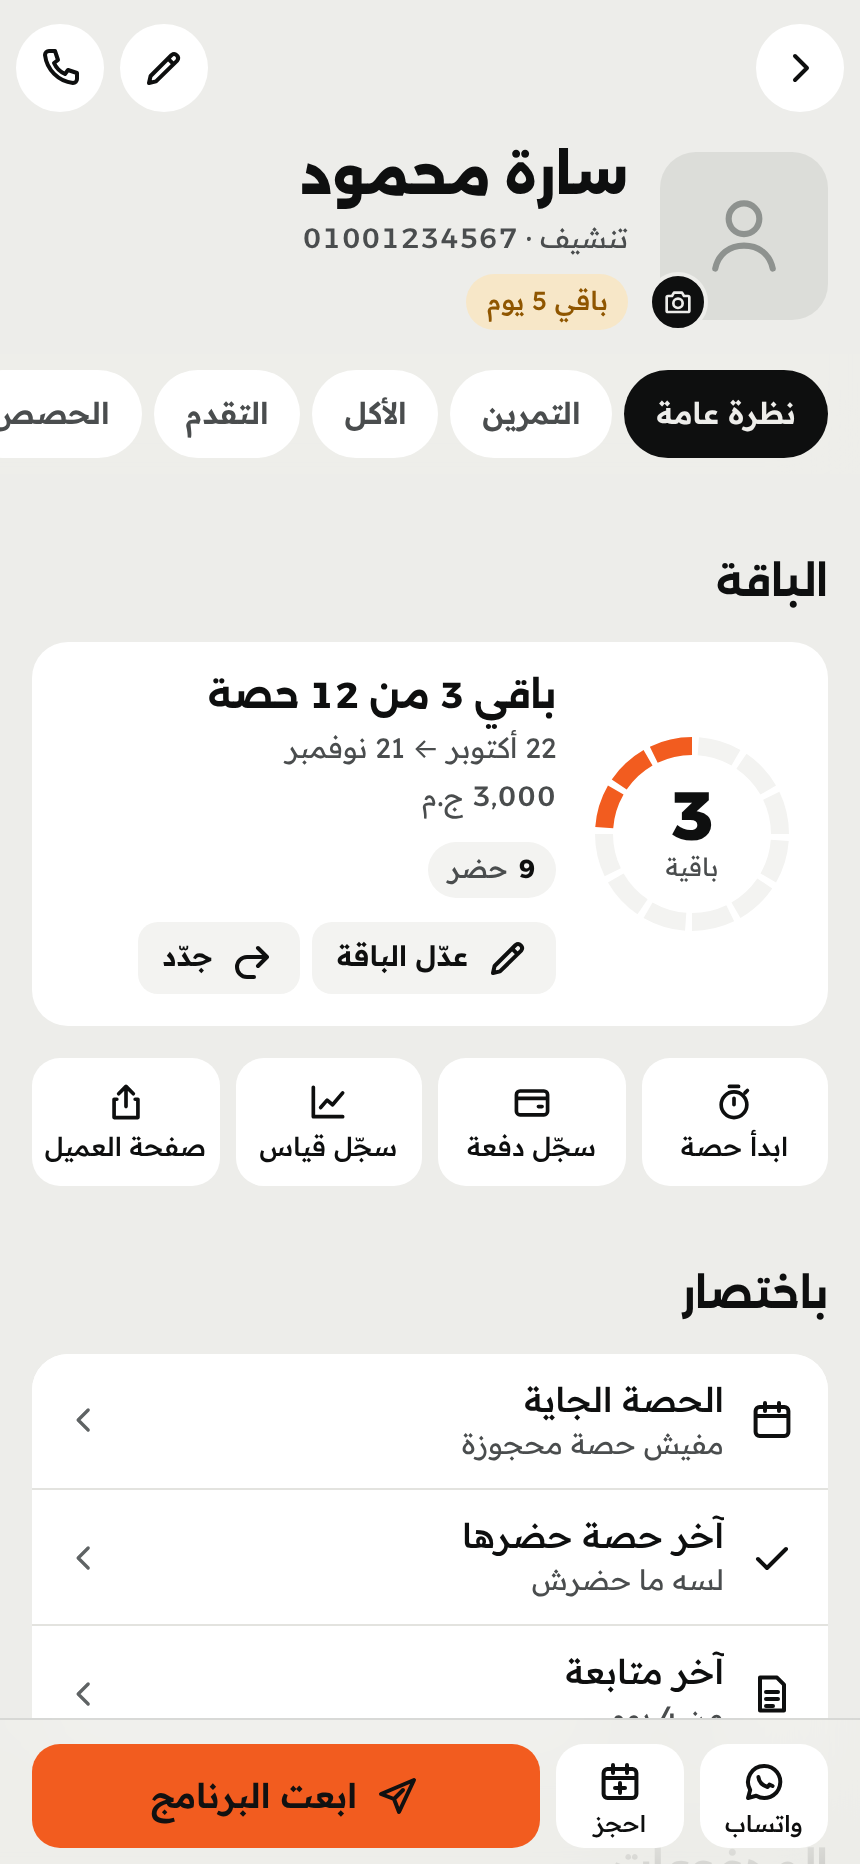 سارة محمود
تنشيف · 01001234567
باقي 5 يوم
نظرة عامة
التمرين
الأكل
التقدم
الحصص
الباقة
باقي 3 من 12 حصة
22 أكتوبر ← 21 نوفمبر
3,000 ج.م
9 حضر
3
باقية
عدّل الباقة
جدّد
ابدأ حصة
سجّل دفعة
سجّل قياس
صفحة العميل
باختصار
الحصة الجاية
مفيش حصة محجوزة
آخر حصة حضرها
لسه ما حضرش
آخر متابعة
واتساب
احجز
ابعت البرنامج